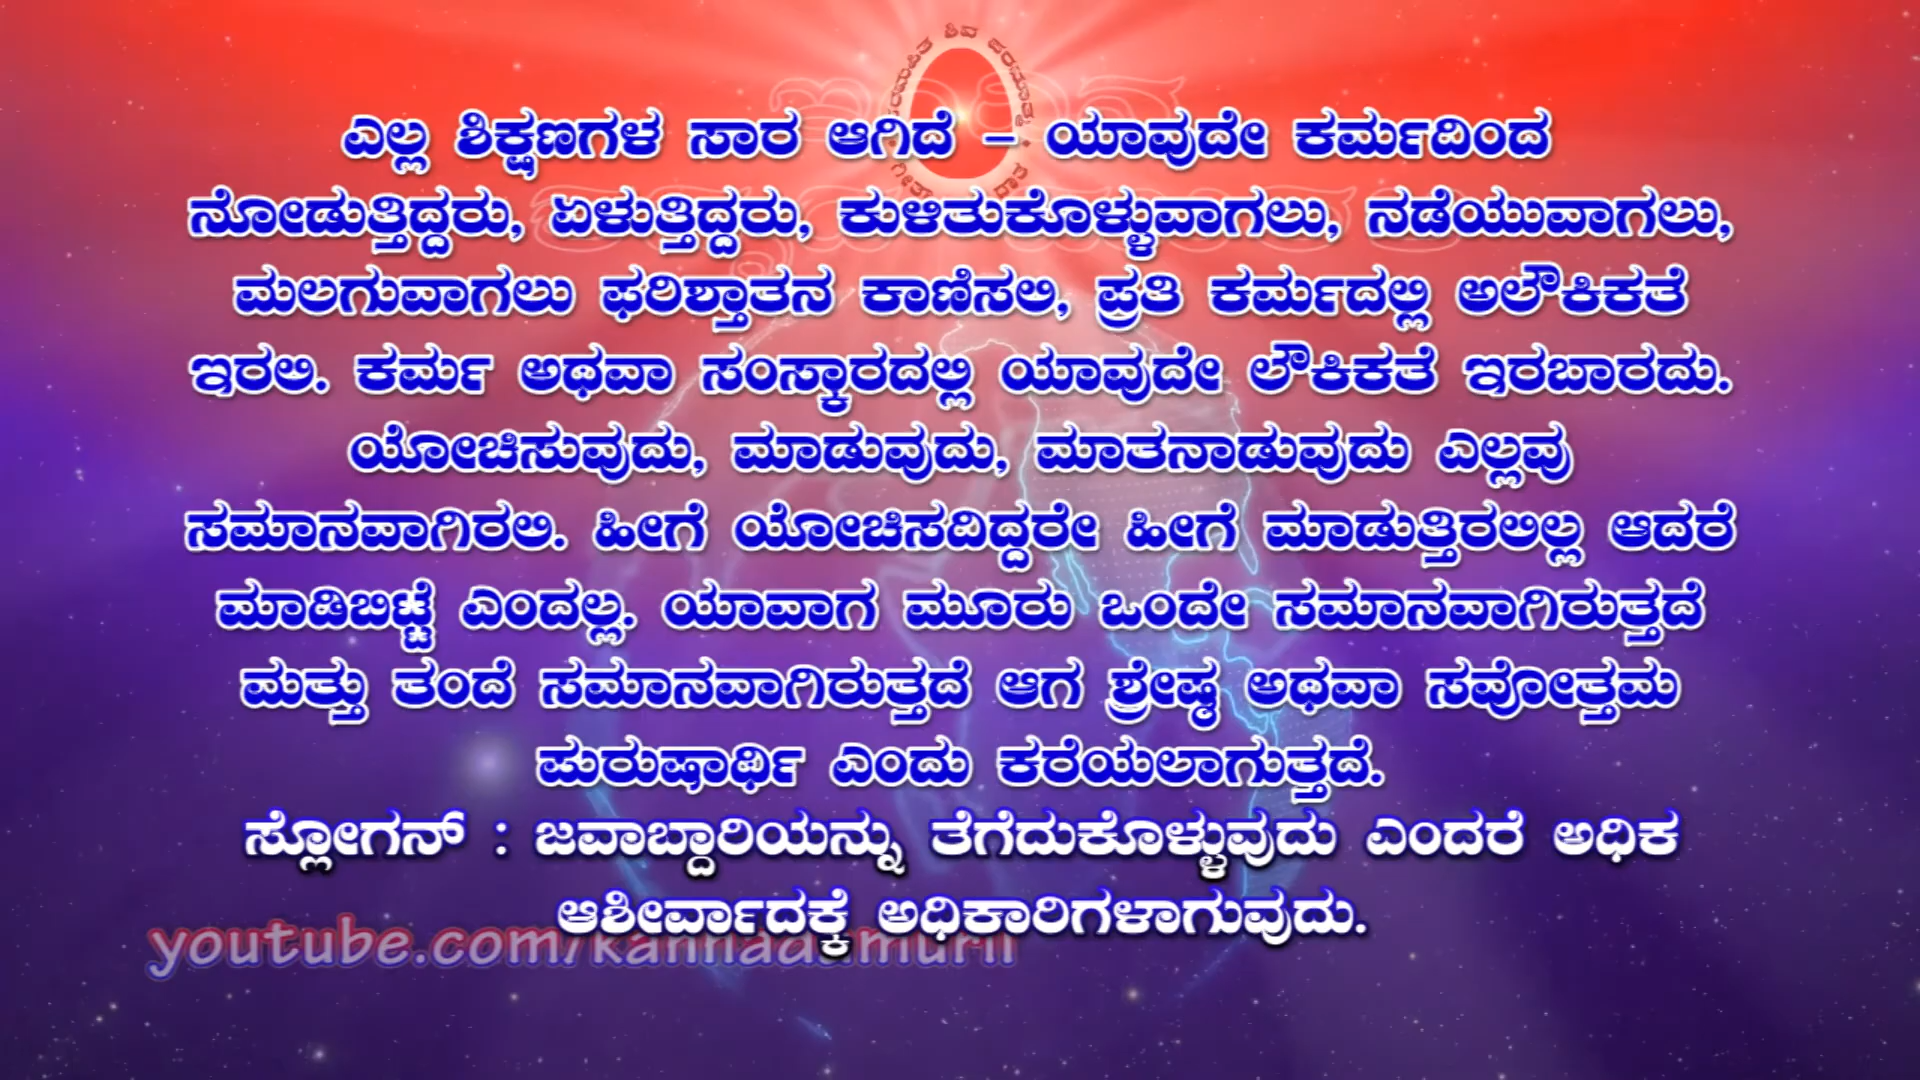 ಎಲ್ಲ ಶಿಕ್ಷಣಗಳ ಸಾರ ಆಗಿದೆ – ಯಾವುದೇ ಕರ್ಮದಿಂದ
ನೋಡುತ್ತಿದ್ದರು, ಏಳುತ್ತಿದ್ದರು, ಕುಳಿತುಕೊಳ್ಳುವಾಗಲು, ನಡೆಯುವಾಗಲು,
ಮಲಗುವಾಗಲು ಫರಿಶ್ತಾತನ ಕಾಣಿಸಲಿ, ಪ್ರತಿ ಕರ್ಮದಲ್ಲಿ ಅಲೌಕಿಕತೆ
ಇರಲಿ. ಕರ್ಮ ಅಥವಾ ಸಂಸ್ಕಾರದಲ್ಲಿ ಯಾವುದೇ ಲೌಕಿಕತೆ ಇರಬಾರದು.
ಯೋಚಿಸುವುದು, ಮಾಡುವುದು, ಮಾತನಾಡುವುದು ಎಲ್ಲವು
ಸಮಾನವಾಗಿರಲಿ. ಹೀಗೆ ಯೋಚಿಸದಿದ್ದರೇ ಹೀಗೆ ಮಾಡುತ್ತಿರಲಿಲ್ಲ ಆದರೆ
ಮಾಡಿಬಿಟ್ಟೆ ಎಂದಲ್ಲ. ಯಾವಾಗ ಮೂರು ಒಂದೇ ಸಮಾನವಾಗಿರುತ್ತದೆ
ಮತ್ತು ತಂದೆ ಸಮಾನವಾಗಿರುತ್ತದೆ ಆಗ ಶ್ರೇಷ್ಠ ಅಥವಾ ಸವೋತ್ತಮ
ಪುರುಷಾರ್ಥಿ ಎಂದು ಕರೆಯಲಾಗುತ್ತದೆ.
ಸ್ಲೋಗನ್ : ಜವಾಬ್ದಾರಿಯನ್ನು ತೆಗೆದುಕೊಳ್ಳುವುದು ಎಂದರೆ ಅಧಿಕ
ಆಶೀರ್ವಾದಕ್ಕೆ ಅಧಿಕಾರಿಗಳಾಗುವುದು.
youtube.com/kannadamurli